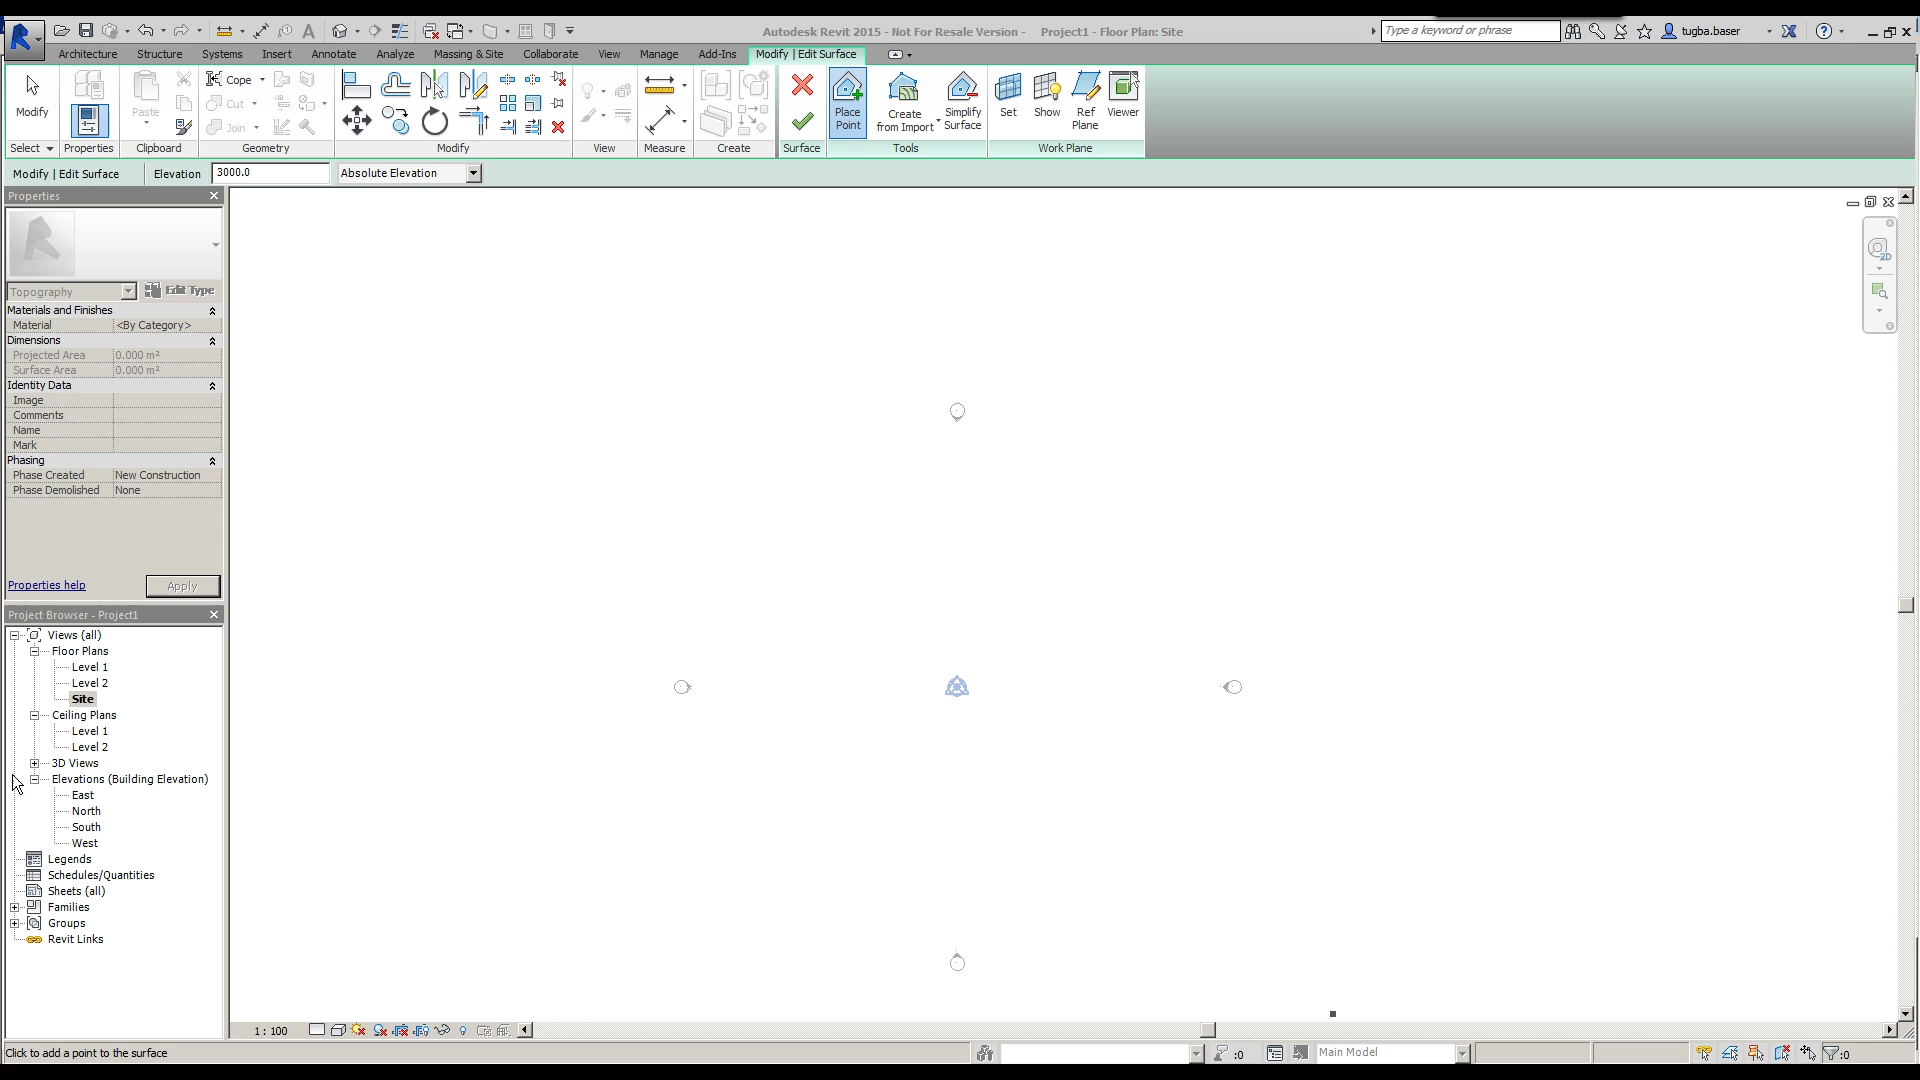 Autodesk Revit 2015 - Not For Resale Version - Project1 - Floor Plan: Site
Type a keyword or phrase
tugba.baser
Architecture Structure Systems Insert Annotate Analyze Massing & Site Collaborate View Manage Add-Ins Modify | Edit Surface
Modify
Paste
Cope
Cut
Join
Place Point
Create from Import
Simplify Surface
Set
Show
Ref Plane
Viewer
Select Properties Clipboard Geometry Modify View Measure Create Surface Tools Work Plane
Modify | Edit Surface Elevation 3000.0 Absolute Elevation
Properties
Topography Edit Type
Materials and Finishes
Material <By Category>
Dimensions
Projected Area 0.000 m²
Surface Area 0.000 m²
Identity Data
Image
Comments
Name
Mark
Phasing
Phase Created New Construction
Phase Demolished None
Properties help Apply
Project Browser - Project1
Views (all)
Floor Plans
Level 1
Level 2
Site
Ceiling Plans
Level 1
Level 2
3D Views
Elevations (Building Elevation)
East
North
South
West
Legends
Schedules/Quantities
Sheets (all)
Families
Groups
Revit Links
2D
1 : 100
Click to add a point to the surface
:0
Main Model
:0